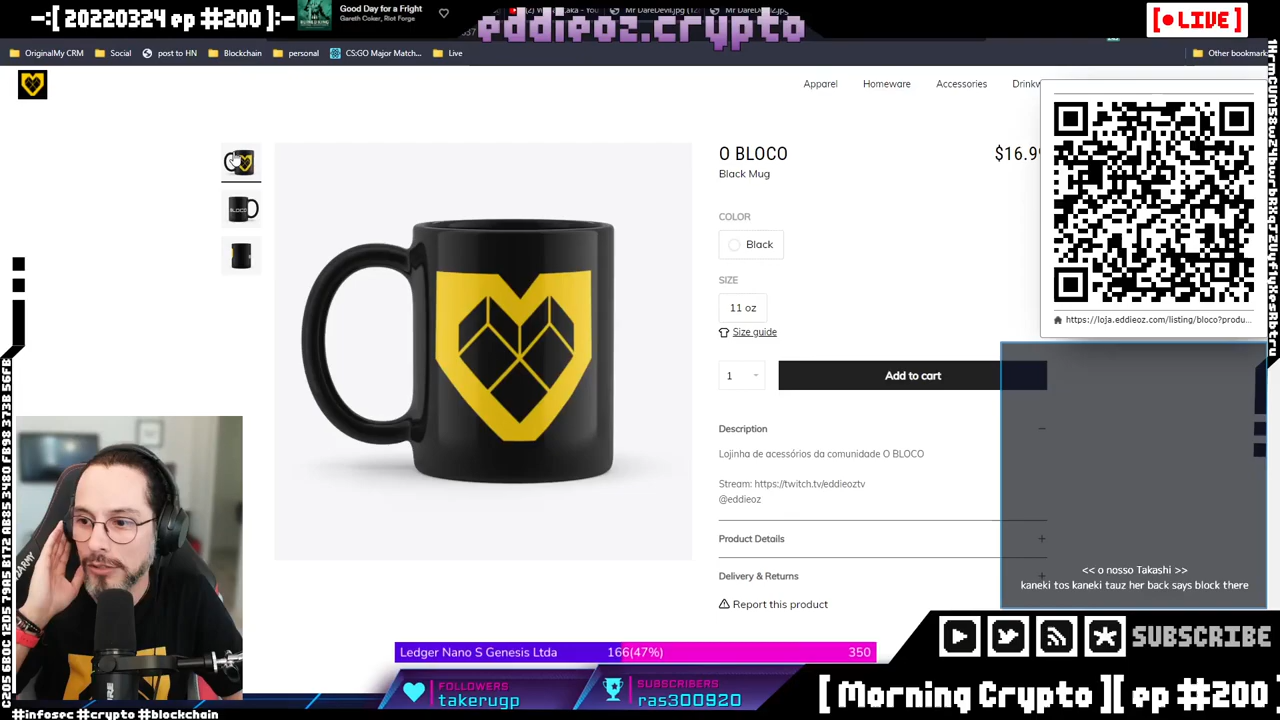 -:[ 20220324 ep #200 ]:-
Good Day for a Fright
Gareth Coker, Riot Forge
eddieoz.crypto
[● LIVE ]
OriginalMy CRM
Social
post to HN
Blockchain
personal
CS:GO Major Match...
Live
Other bookmark
Apparel
Homeware
Accessories
O BLOCO
$16.9
Black Mug
COLOR
Black
SIZE
11 oz
Size guide
1
Add to cart
Description
Lojinha de acessórios da comunidade O BLOCO
Stream: https://twitch.tv/eddieoztv
@eddieoz
Product Details
Delivery & Returns
Report this product
BLOCO
https://loja.eddieoz.com/listing/bloco?produ...
<< o nosso Takashi >>
kaneki tos kaneki tauz her back says block there
Ledger Nano S Genesis Ltda
166(47%)
350
FOLLOWERS
takerugp
SUBSCRIBERS
ras300920
SUBSCRIBE
[ Morning Crypto ][ ep #200 ]
#infosec #crypto #blockchain